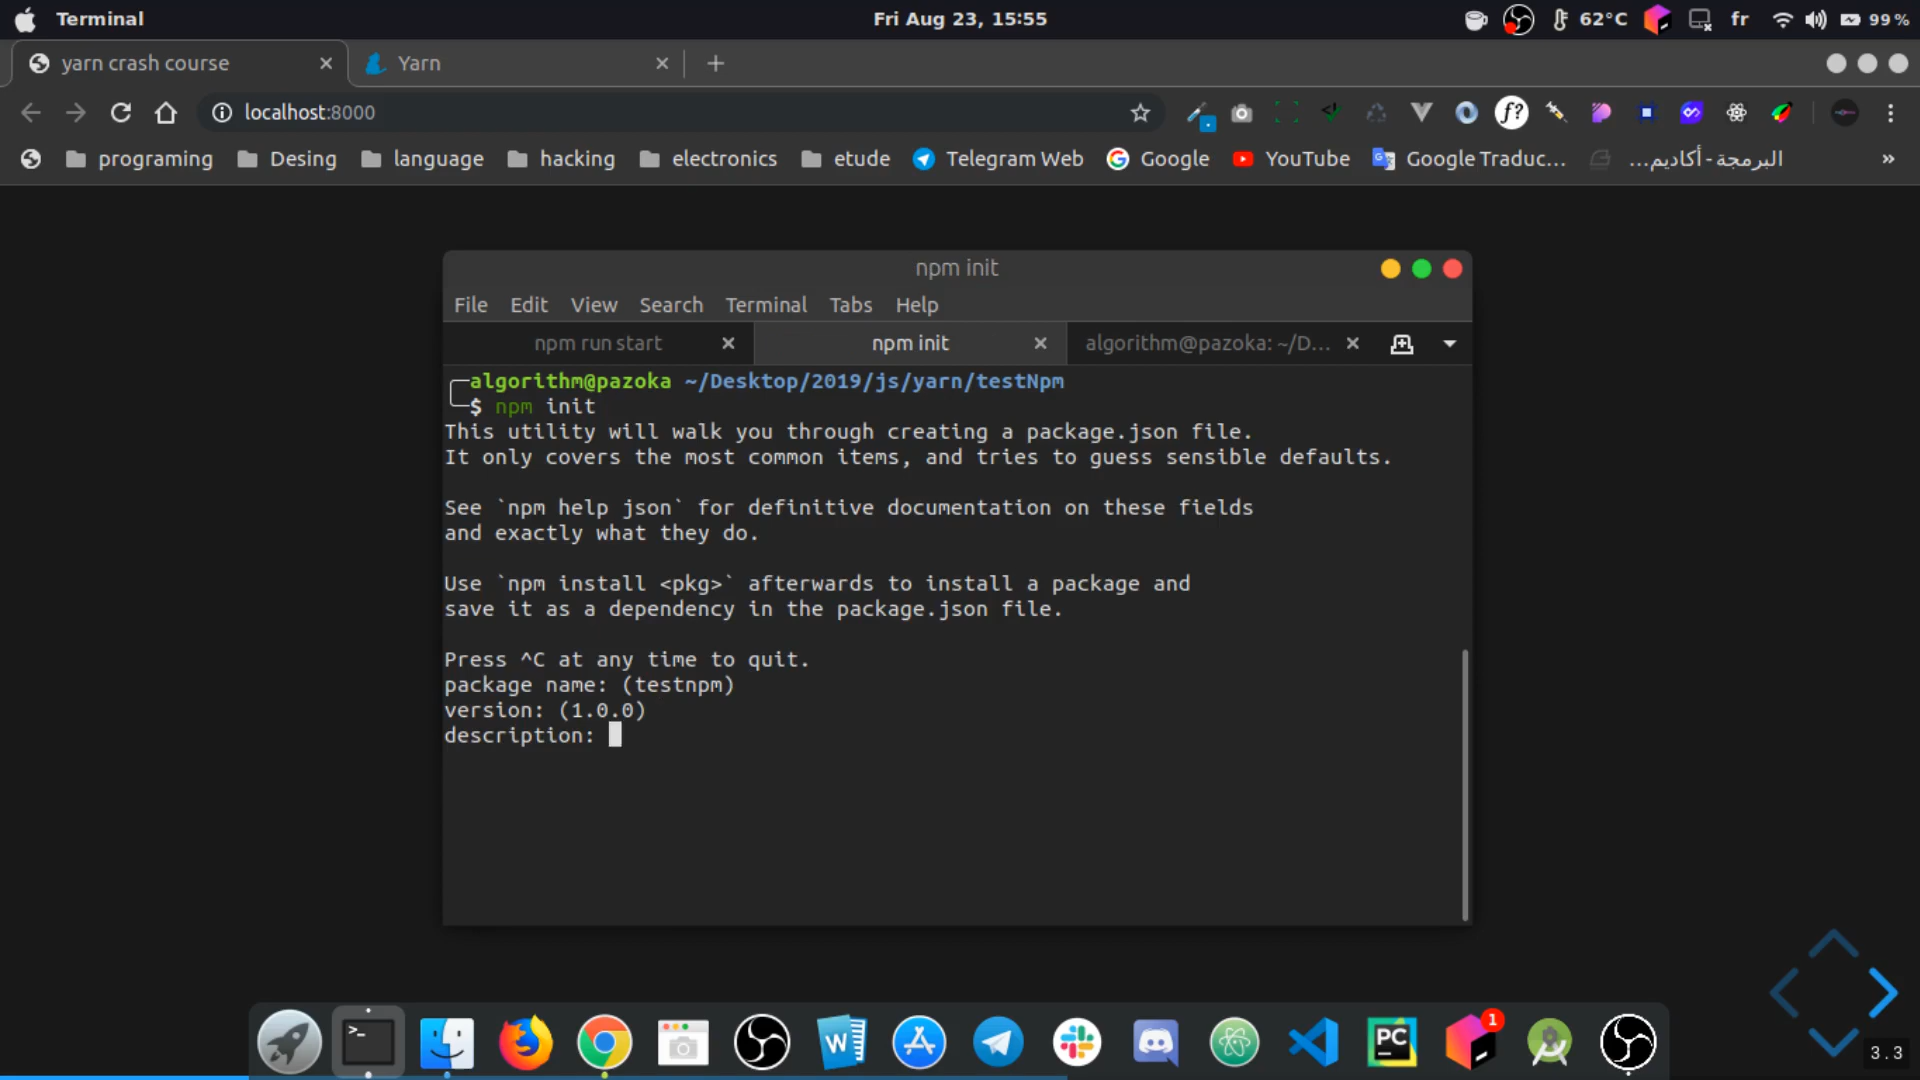 Terminal
Fri Aug 23, 15:55
62°C
fr
99%
yarn crash course
Yarn
localhost:8000
f?
programing
Desing
language
hacking
electronics
etude
Telegram Web
Google
YouTube
Google Traduc...
البرمجة - أكاديم...
»
npm init
File Edit View Search Terminal Tabs Help
npm run start
npm init
algorithm@pazoka: ~/D...
algorithm@pazoka ~/Desktop/2019/js/yarn/testNpm
$ npm init
This utility will walk you through creating a package.json file.
It only covers the most common items, and tries to guess sensible defaults.
See `npm help json` for definitive documentation on these fields
and exactly what they do.
Use `npm install <pkg>` afterwards to install a package and
save it as a dependency in the package.json file.
Press ^C at any time to quit.
package name: (testnpm)
version: (1.0.0)
description:
>_
W
PC
1
3.3